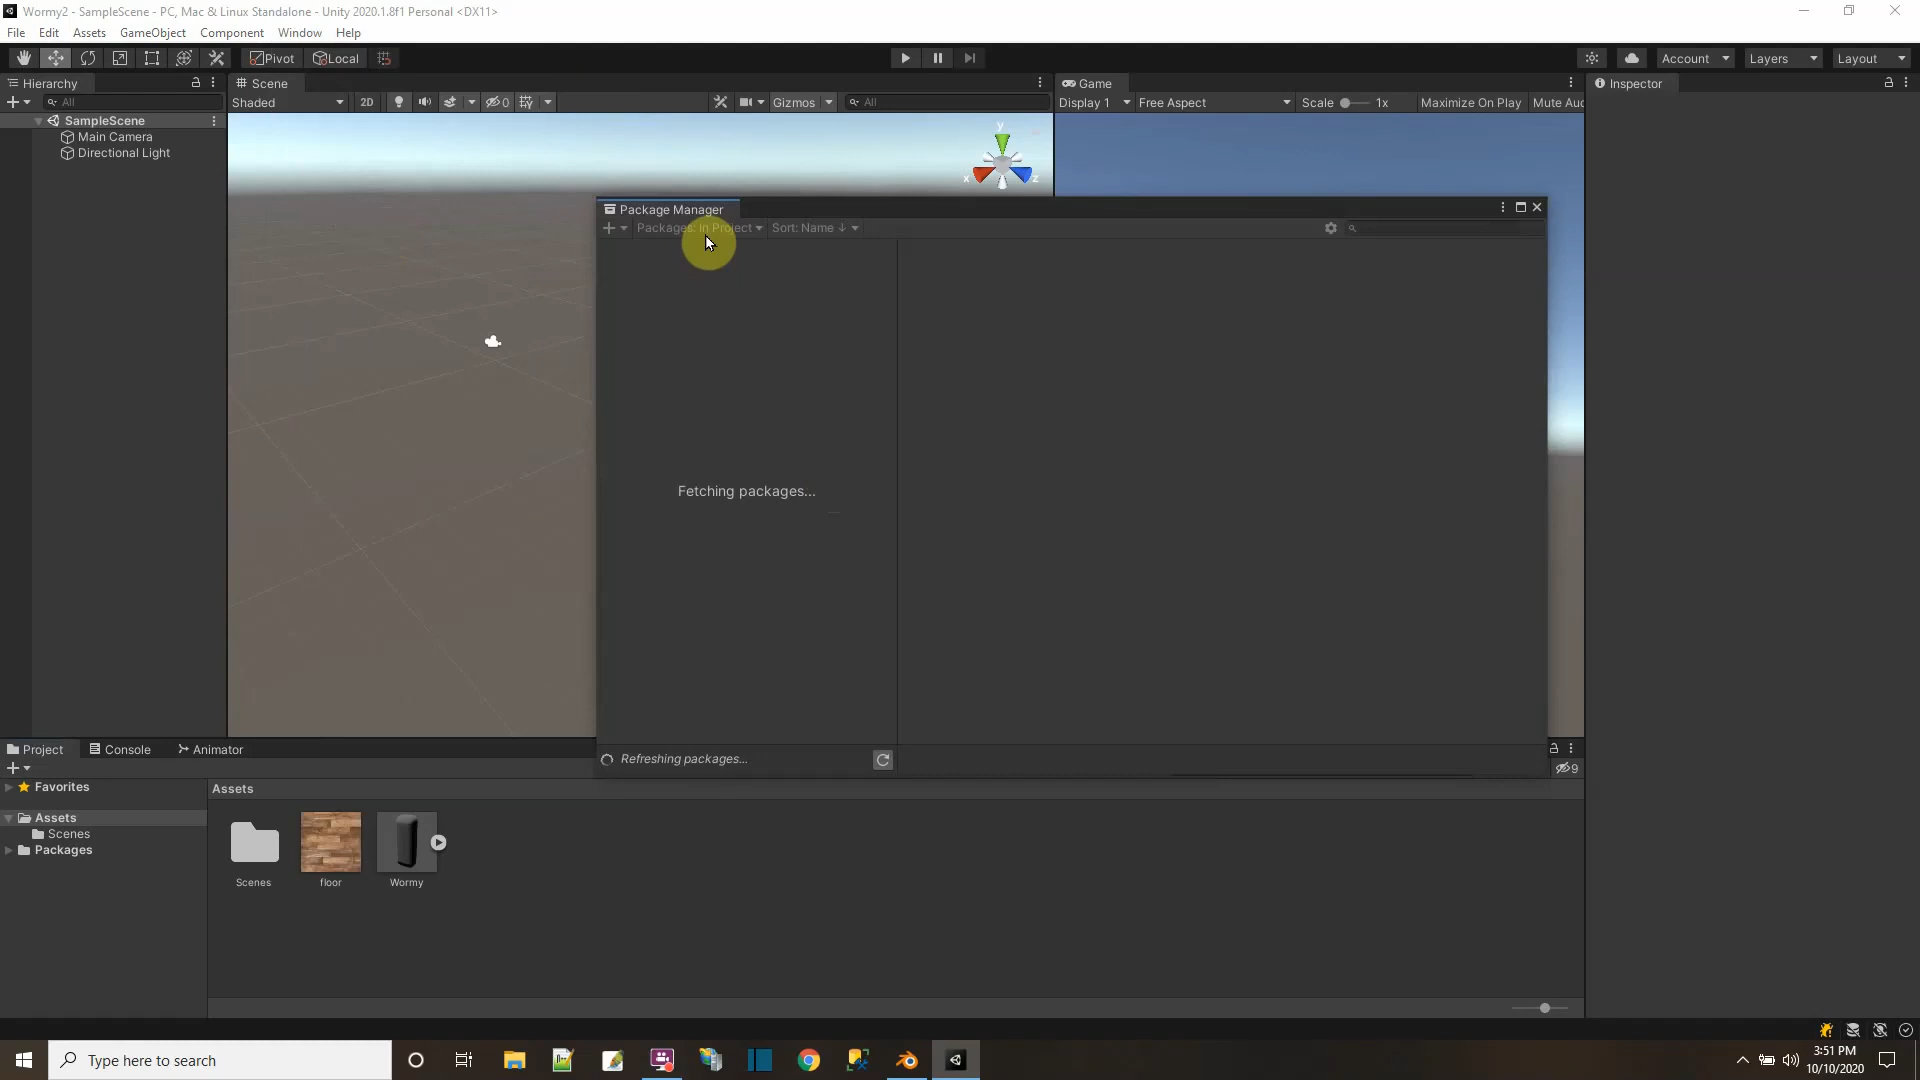 Wormy2 - SampleScene - PC, Mac & Linux Standalone - Unity 2020.1.8f1 Personal <DX11>
File Edit Assets GameObject Component Window Help
Pivot Local Account Layers Layout
Hierarchy Scene Game Inspector
All Shaded 2D 0 Gizmos All Display 1 Free Aspect Scale 1x Maximize On Play Mute Aud
SampleScene
Main Camera
Directional Light
y
x z
Package Manager
Packages: In Project Sort: Name ↓
Fetching packages...
Refreshing packages...
Project Console Animator
9
Favorites
Assets
Scenes
Packages
Assets
Scenes floor Wormy
Type here to search
3:51 PM
10/10/2020